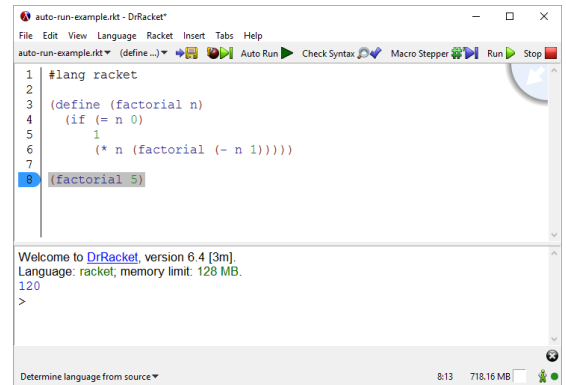 auto-run-example.rkt - DrRacket*
File Edit View Language Racket Insert Tabs Help
auto-run-example.rkt (define ...) Auto Run Check Syntax Macro Stepper Run Stop
1 #lang racket
2
3 (define (factorial n)
4 (if (= n 0)
5 1
6 (* n (factorial (- n 1)))))
7
8 (factorial 5)
Welcome to DrRacket, version 6.4 [3m].
Language: racket; memory limit: 128 MB.
120
>
Determine language from source 8:13 718.16 MB